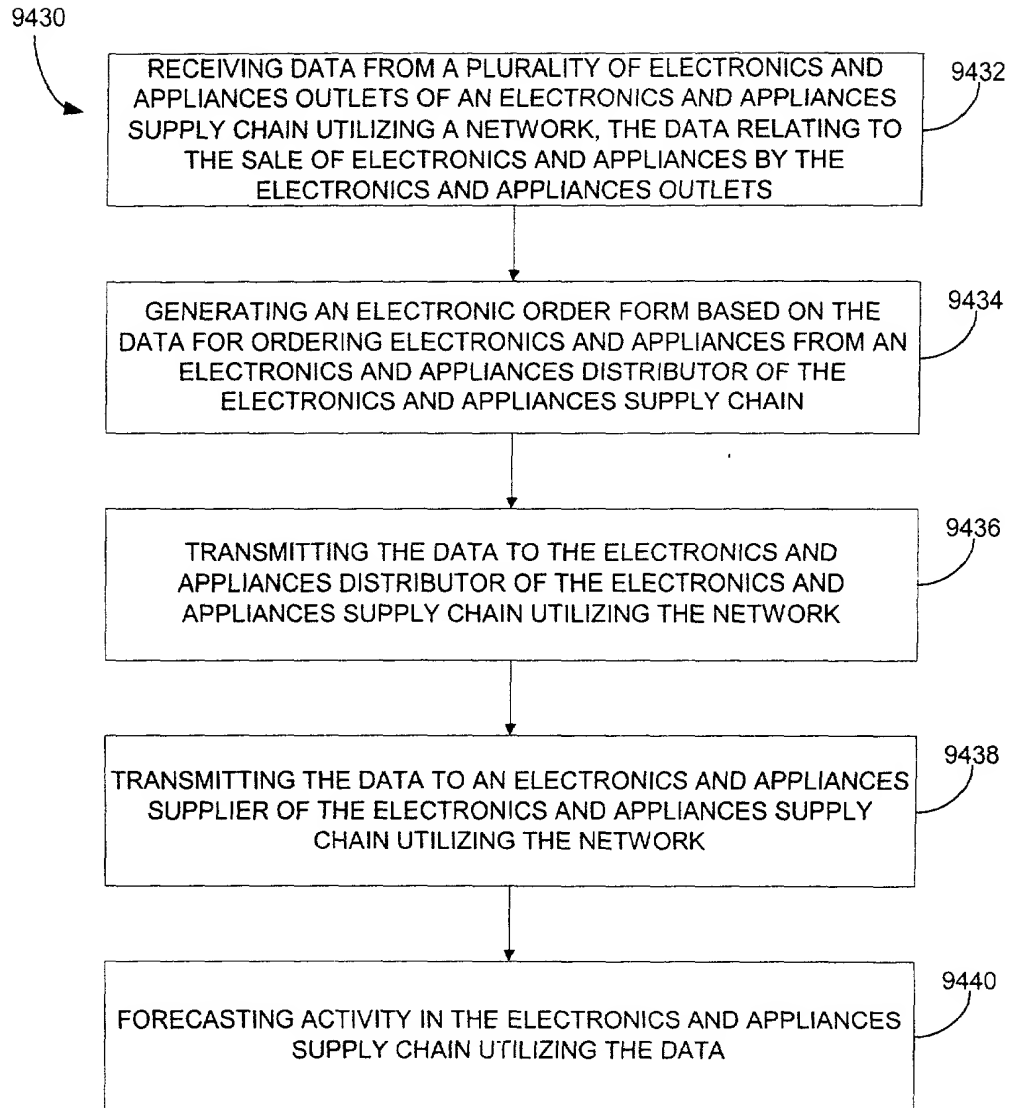 9430
RECEIVING DATA FROM A PLURALITY OF ELECTRONICS AND
APPLIANCES OUTLETS OF AN ELECTRONICS AND APPLIANCES
SUPPLY CHAIN UTILIZING A NETWORK, THE DATA RELATING TO
THE SALE OF ELECTRONICS AND APPLIANCES BY THE
ELECTRONICS AND APPLIANCES OUTLETS
9432
GENERATING AN ELECTRONIC ORDER FORM BASED ON THE
DATA FOR ORDERING ELECTRONICS AND APPLIANCES FROM AN
ELECTRONICS AND APPLIANCES DISTRIBUTOR OF THE
ELECTRONICS AND APPLIANCES SUPPLY CHAIN
9434
TRANSMITTING THE DATA TO THE ELECTRONICS AND
APPLIANCES DISTRIBUTOR OF THE ELECTRONICS AND
APPLIANCES SUPPLY CHAIN UTILIZING THE NETWORK
9436
TRANSMITTING THE DATA TO AN ELECTRONICS AND APPLIANCES
SUPPLIER OF THE ELECTRONICS AND APPLIANCES SUPPLY
CHAIN UTILIZING THE NETWORK
9438
FORECASTING ACTIVITY IN THE ELECTRONICS AND APPLIANCES
SUPPLY CHAIN UTILIZING THE DATA
9440